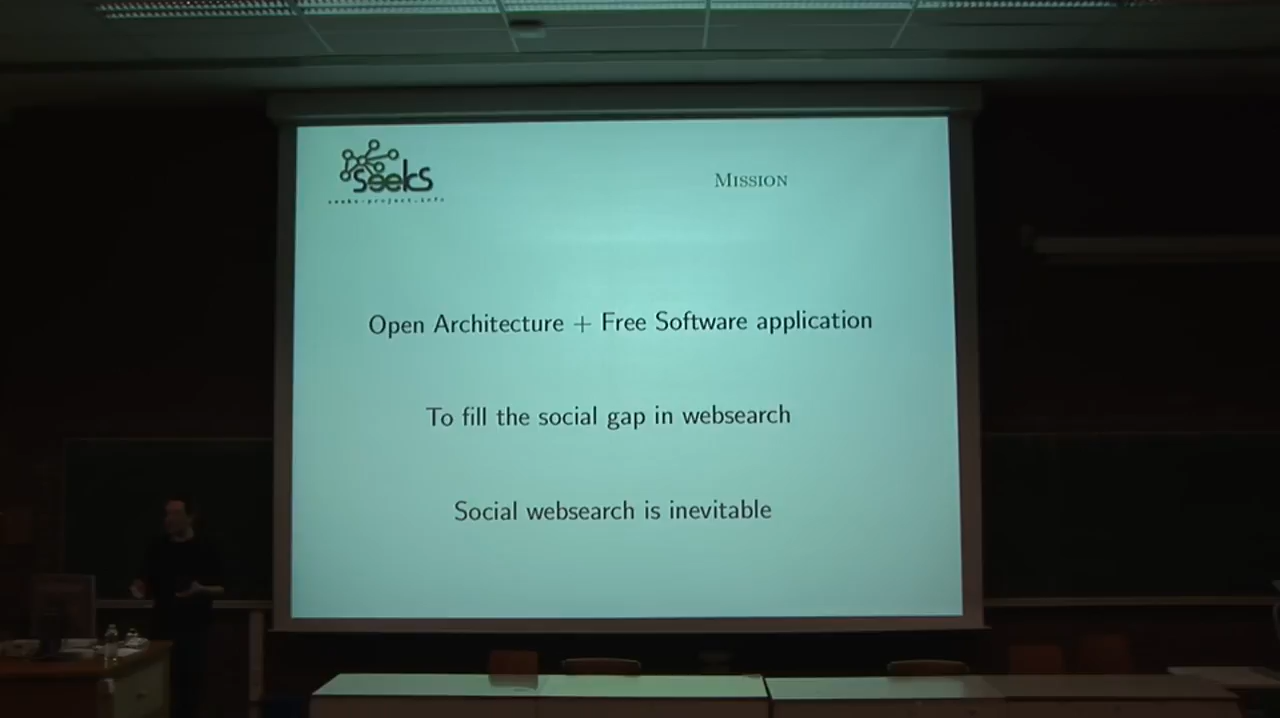 seeks
seeks-project.info
Mission
Open Architecture + Free Software application
To fill the social gap in websearch
Social websearch is inevitable